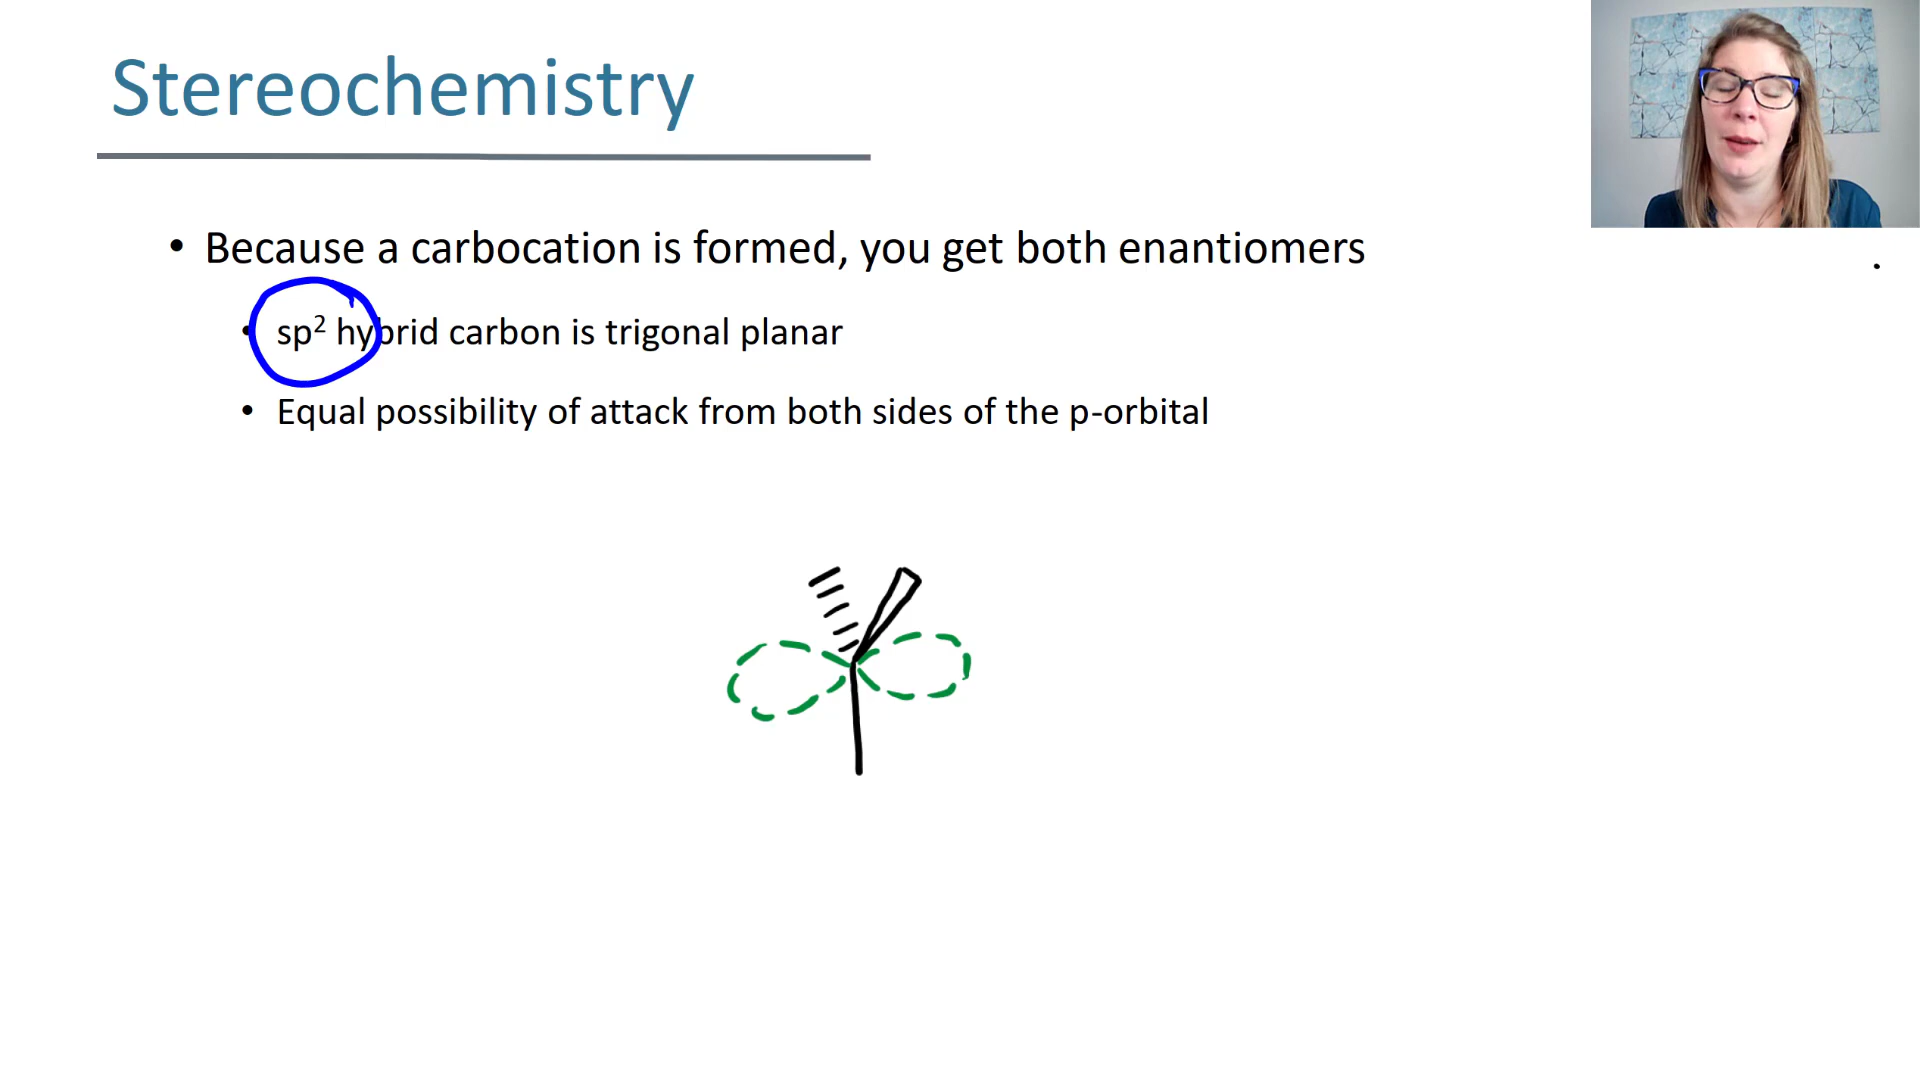 Stereochemistry
• Because a carbocation is formed, you get both enantiomers
• sp² hybrid carbon is trigonal planar
• Equal possibility of attack from both sides of the p-orbital